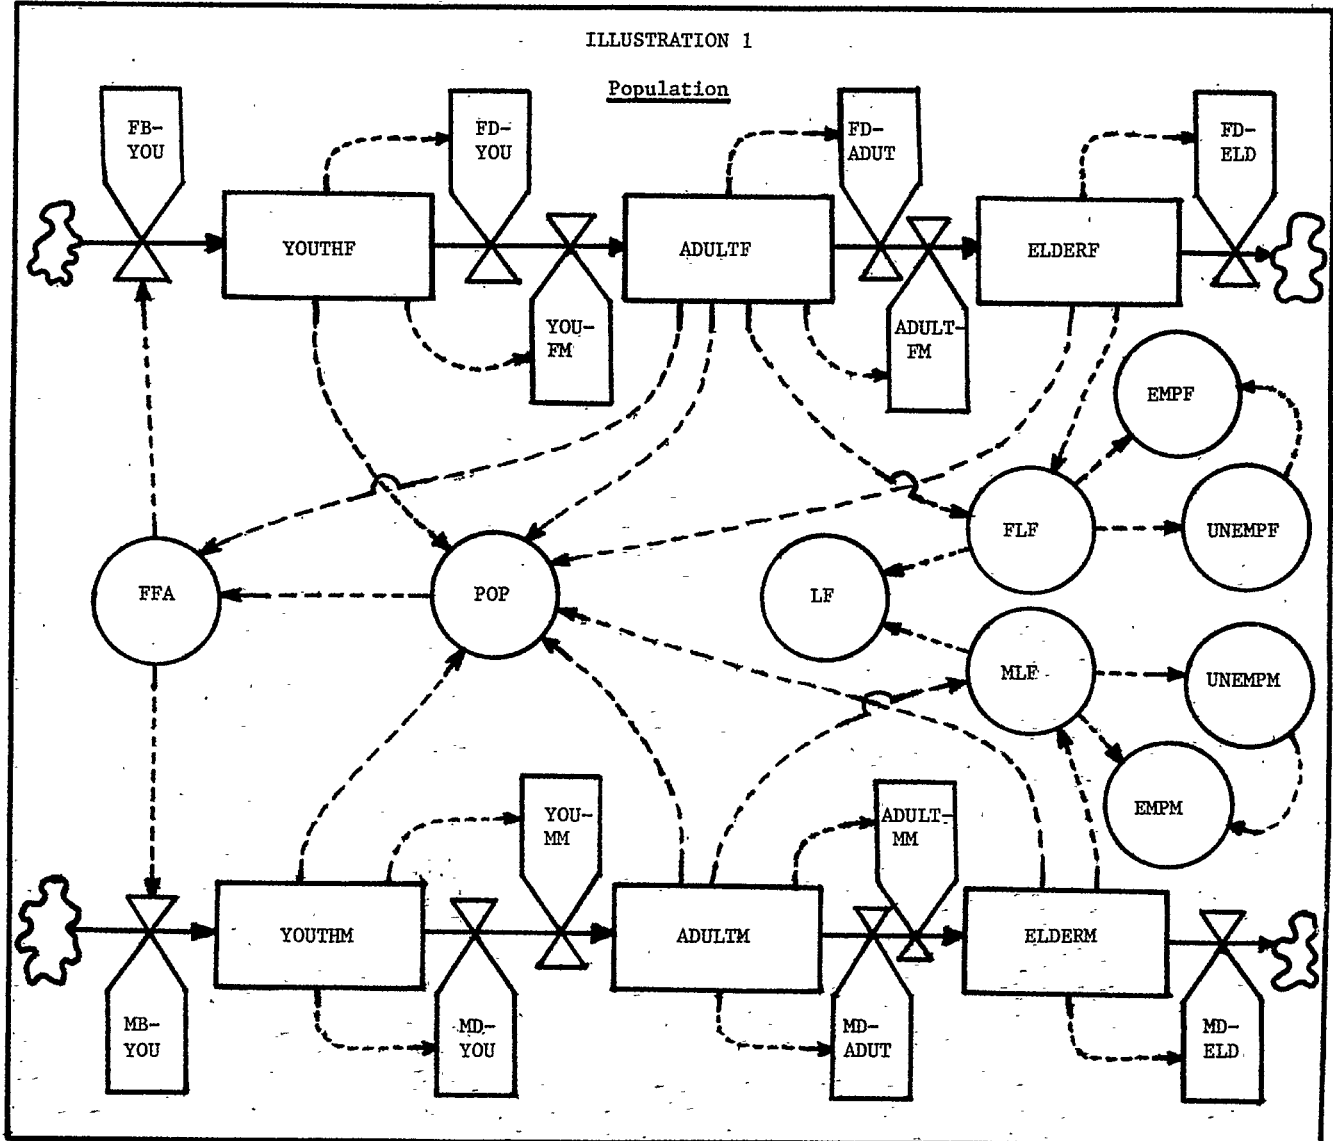 ILLUSTRATION 1
Population
FB-
YOU
FD-
YOU
FD-
ADUT
FD-
ELD
YOUTHF
ADULTF
ELDERF
YOU-
FM
ADULT-
FM
EMPF
FLF
UNEMPF
FFA
POP
LF
MLF
UNEMPM
EMPM
YOU-
MM
ADULT-
MM
YOUTHM
ADULTM
ELDERM
MB-
YOU
MD-
YOU
MD-
ADUT
MD-
ELD